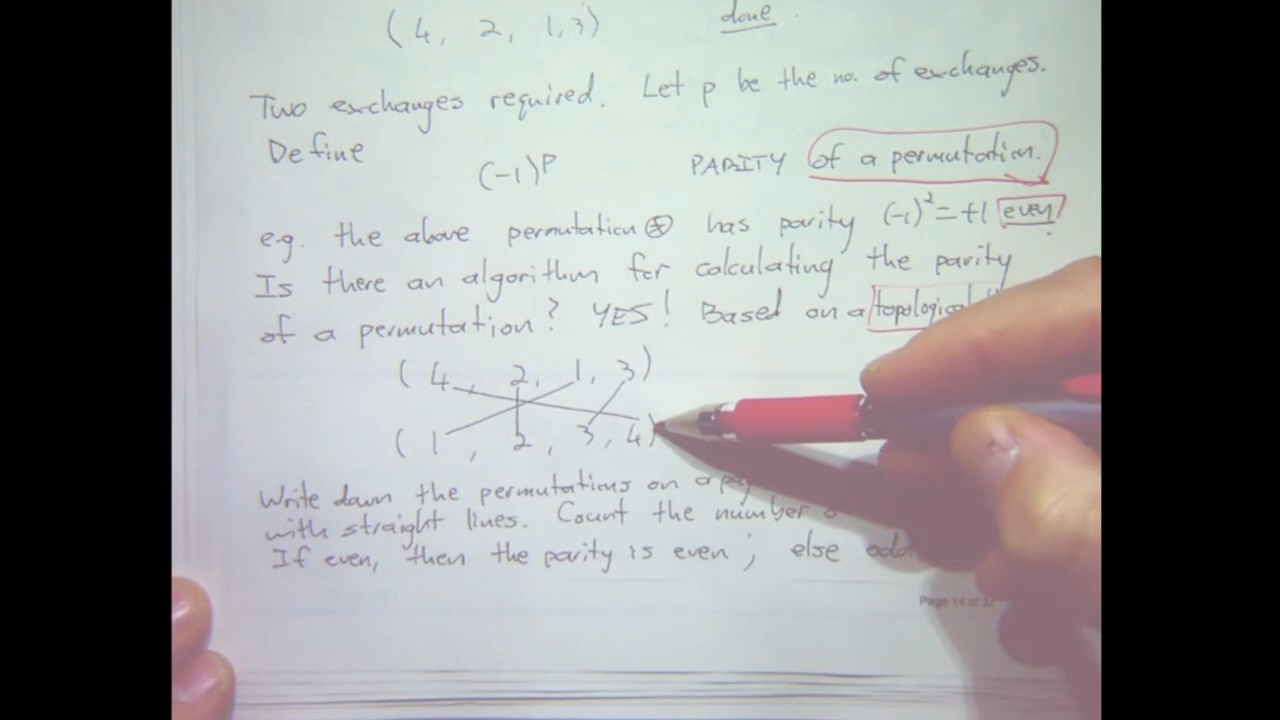 (4, 2, 1, 3) done.
Two exchanges required. Let p be the no. of exchanges.
Define
(-1)^p PARITY of a permutation.
e.g. the above permutation ⊛ has parity (-1)^2 = +1 even.
Is there an algorithm for calculating the parity
of a permutation? YES! Based on a
(4, 2, 1, 3)
(1, 2, 3, 4)
Write down the permutations on a
with straight lines. Count the number
If even, then the parity is even; else odd
Page 14 of